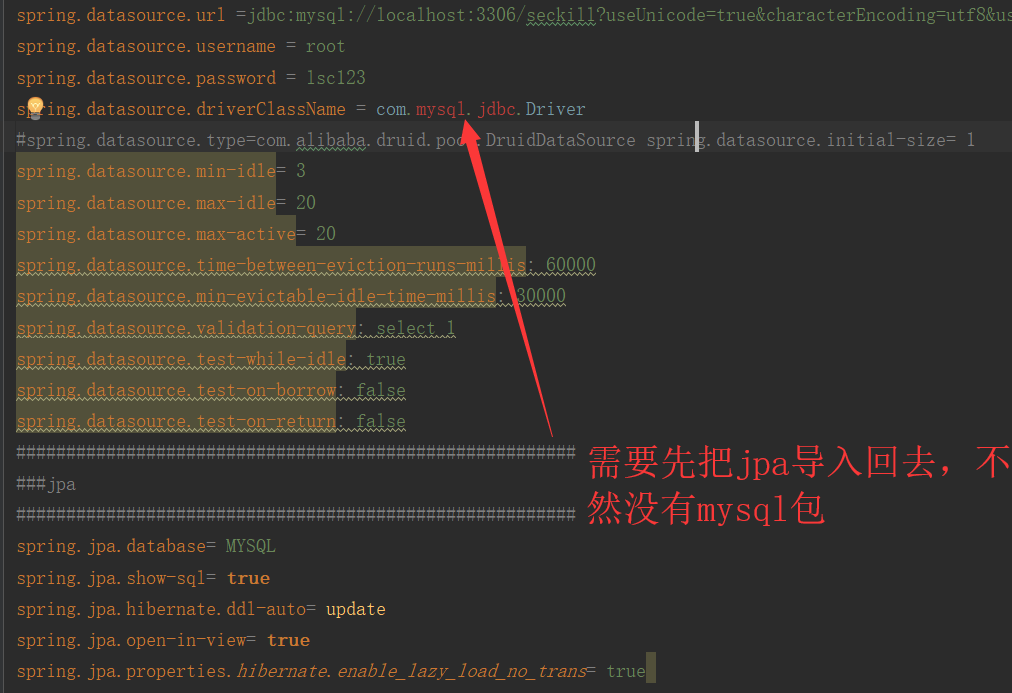 spring.datasource.url =jdbc:mysql://localhost:3306/seckill?useUnicode=true&characterEncoding=utf8&us
spring.datasource.username = root
spring.datasource.password = lsc123
spring.datasource.driverClassName = com.mysql.jdbc.Driver
#spring.datasource.type=com.alibaba.druid.pool.DruidDataSource spring.datasource.initial-size= 1
spring.datasource.min-idle= 3
spring.datasource.max-idle= 20
spring.datasource.max-active= 20
spring.datasource.time-between-eviction-runs-millis: 60000
spring.datasource.min-evictable-idle-time-millis: 30000
spring.datasource.validation-query: select 1
spring.datasource.test-while-idle: true
spring.datasource.test-on-borrow: false
spring.datasource.test-on-return: false
########################################################
###jpa
########################################################
需要先把jpa导入回去，不
然没有mysql包
spring.jpa.database= MYSQL
spring.jpa.show-sql= true
spring.jpa.hibernate.ddl-auto= update
spring.jpa.open-in-view= true
spring.jpa.properties.hibernate.enable_lazy_load_no_trans= true